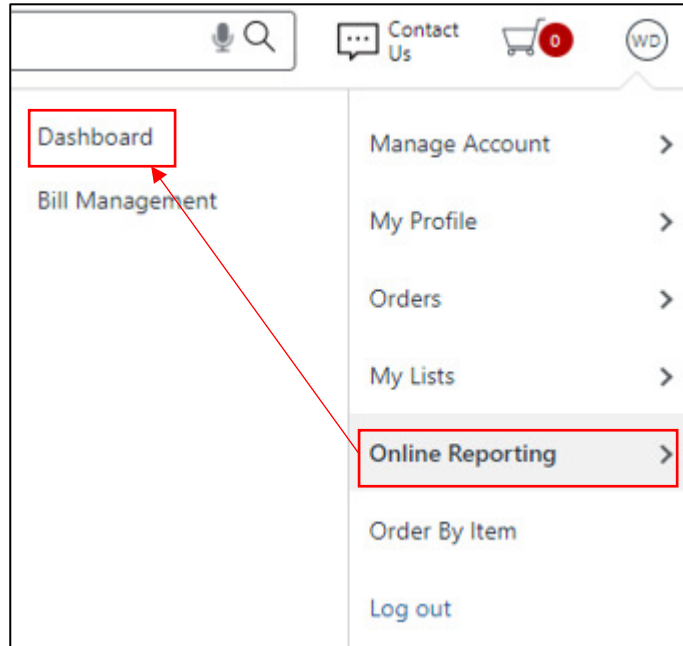 Contact
Us
0
WD
Dashboard
Bill Management
Manage Account
My Profile
Orders
My Lists
Online Reporting
Order By Item
Log out